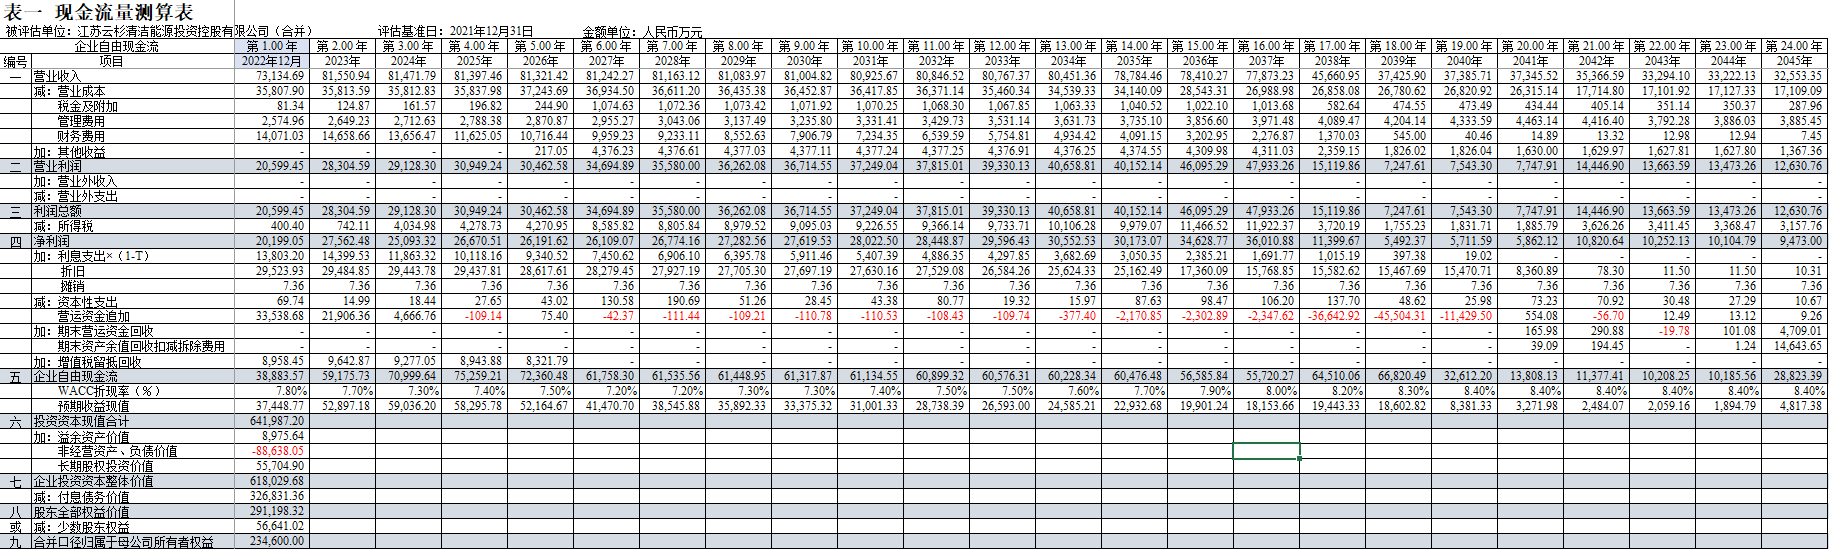 表一 现金流量测算表
被评估单位：江苏云杉清洁能源投资控股有限公司（合并） 评估基准日：2021年12月31日 金额单位：人民币万元
企业自由现金流 第 1.00 年 第 2.00 年 第 3.00 年 第 4.00 年 第 5.00 年 第 6.00 年 第 7.00 年 第 8.00 年 第 9.00 年 第 10.00 年 第 11.00 年 第 12.00 年 第 13.00 年 第 14.00 年 第 15.00 年 第 16.00 年 第 17.00 年 第 18.00 年 第 19.00 年 第 20.00 年 第 21.00 年 第 22.00 年 第 23.00 年 第 24.00 年
编号 项目 2022年12月 2023年 2024年 2025年 2026年 2027年 2028年 2029年 2030年 2031年 2032年 2033年 2034年 2035年 2036年 2037年 2038年 2039年 2040年 2041年 2042年 2043年 2044年 2045年
一 营业收入 73,134.69 81,550.94 81,471.79 81,397.46 81,321.42 81,242.27 81,163.12 81,083.97 81,004.82 80,925.67 80,846.52 80,767.37 80,451.36 78,784.46 78,410.27 77,873.23 45,660.95 37,425.90 37,385.71 37,345.52 35,366.59 33,294.10 33,222.13 32,553.35
减：营业成本 35,807.90 35,813.59 35,812.83 35,837.98 37,243.69 36,934.50 36,611.20 36,435.38 36,452.87 36,417.85 36,371.14 35,460.34 34,539.33 34,140.09 28,543.31 26,988.98 26,858.08 26,780.62 26,820.92 26,315.14 17,714.80 17,101.92 17,127.33 17,109.09
税金及附加 81.34 124.87 161.57 196.82 244.90 1,074.63 1,072.36 1,073.42 1,071.92 1,070.25 1,068.30 1,067.85 1,063.33 1,040.52 1,022.10 1,013.68 582.64 474.55 473.49 434.44 405.14 351.14 350.37 287.96
管理费用 2,574.96 2,649.23 2,712.63 2,788.38 2,870.87 2,955.27 3,043.06 3,137.49 3,235.80 3,331.41 3,429.73 3,531.14 3,631.73 3,735.10 3,856.60 3,971.48 4,089.47 4,204.14 4,333.59 4,463.14 4,416.40 3,792.28 3,886.03 3,885.45
财务费用 14,071.03 14,658.66 13,656.47 11,625.05 10,716.44 9,959.23 9,233.11 8,552.63 7,906.79 7,234.35 6,539.59 5,754.81 4,934.42 4,091.15 3,202.95 2,276.87 1,370.03 545.00 40.46 14.89 13.32 12.98 12.94 7.45
加：其他收益 - - - - 217.05 4,376.23 4,376.61 4,377.03 4,377.11 4,377.24 4,377.25 4,376.91 4,376.25 4,374.55 4,309.98 4,311.03 2,359.15 1,826.02 1,826.04 1,630.00 1,629.97 1,627.81 1,627.80 1,367.36
二 营业利润 20,599.45 28,304.59 29,128.30 30,949.24 30,462.58 34,694.89 35,580.00 36,262.08 36,714.55 37,249.04 37,815.01 39,330.13 40,658.81 40,152.14 46,095.29 47,933.26 15,119.86 7,247.61 7,543.30 7,747.91 14,446.90 13,663.59 13,473.26 12,630.76
加：营业外收入 - - - - - - - - - - - - - - - - - - - - - - - -
减：营业外支出 - - - - - - - - - - - - - - - - - - - - - - - -
三 利润总额 20,599.45 28,304.59 29,128.30 30,949.24 30,462.58 34,694.89 35,580.00 36,262.08 36,714.55 37,249.04 37,815.01 39,330.13 40,658.81 40,152.14 46,095.29 47,933.26 15,119.86 7,247.61 7,543.30 7,747.91 14,446.90 13,663.59 13,473.26 12,630.76
减：所得税 400.40 742.11 4,034.98 4,278.73 4,270.95 8,585.82 8,805.84 8,979.52 9,095.03 9,226.55 9,366.14 9,733.71 10,106.28 9,979.07 11,466.52 11,922.37 3,720.19 1,755.23 1,831.71 1,885.79 3,626.26 3,411.45 3,368.47 3,157.76
四 净利润 20,199.05 27,562.48 25,093.32 26,670.51 26,191.62 26,109.07 26,774.16 27,282.56 27,619.53 28,022.50 28,448.87 29,596.43 30,552.53 30,173.07 34,628.77 36,010.88 11,399.67 5,492.37 5,711.59 5,862.12 10,820.64 10,252.13 10,104.79 9,473.00
加：利息支出×（1-T） 13,803.20 14,399.53 11,863.32 10,118.16 9,340.52 7,450.62 6,906.10 6,395.78 5,911.46 5,407.39 4,886.35 4,297.85 3,682.69 3,050.35 2,385.21 1,691.77 1,015.19 397.38 19.02 - - - - -
折旧 29,523.93 29,484.85 29,443.78 29,437.81 28,617.61 28,279.45 27,927.19 27,705.30 27,697.19 27,630.16 27,529.08 26,584.26 25,624.33 25,162.49 17,360.09 15,768.85 15,582.62 15,467.69 15,470.71 8,360.89 78.30 11.50 11.50 10.31
摊销 7.36 7.36 7.36 7.36 7.36 7.36 7.36 7.36 7.36 7.36 7.36 7.36 7.36 7.36 7.36 7.36 7.36 7.36 7.36 7.36 7.36 7.36 7.36 7.36
减：资本性支出 69.74 14.99 18.44 27.65 43.02 130.58 190.69 51.26 28.45 43.38 80.77 19.32 15.97 87.63 98.47 106.20 137.70 48.62 25.98 73.23 70.92 30.48 27.29 10.67
营运资金追加 33,538.68 21,906.36 4,666.76 -109.14 75.40 -42.37 -111.44 -109.21 -110.78 -110.53 -108.43 -109.74 -377.40 -2,170.85 -2,302.89 -2,347.62 -36,642.92 -45,504.31 -11,429.50 554.08 -56.70 12.49 13.12 9.26
加：期末营运资金回收 - - - - - - - - - - - - - - - - - - - 165.98 290.88 -19.78 101.08 4,709.01
期末资产余值回收扣减拆除费用 - - - - - - - - - - - - - - - - - - - 39.09 194.45 - 1.24 14,643.65
加：增值税留抵回收 8,958.45 9,642.87 9,277.05 8,943.88 8,321.79 - - - - - - - - - - - - - - - - - - -
五 企业自由现金流 38,883.57 59,175.73 70,999.64 75,259.21 72,360.48 61,758.30 61,535.56 61,448.95 61,317.87 61,134.55 60,899.32 60,576.31 60,228.34 60,476.48 56,585.84 55,720.27 64,510.06 66,820.49 32,612.20 13,808.13 11,377.41 10,208.25 10,185.56 28,823.39
WACC折现率（%） 7.80% 7.70% 7.30% 7.40% 7.50% 7.20% 7.20% 7.30% 7.30% 7.40% 7.50% 7.50% 7.60% 7.70% 7.90% 8.00% 8.20% 8.30% 8.40% 8.40% 8.40% 8.40% 8.40% 8.40%
预期收益现值 37,448.77 52,897.18 59,036.20 58,295.78 52,164.67 41,470.70 38,545.88 35,892.33 33,375.32 31,001.33 28,738.39 26,593.00 24,585.21 22,932.68 19,901.24 18,153.66 19,443.33 18,602.82 8,381.33 3,271.98 2,484.07 2,059.16 1,894.79 4,817.38
六 投资资本现值合计 641,987.20
加：溢余资产价值 8,975.64
非经营资产、负债价值 -88,638.05
长期股权投资价值 55,704.90
七 企业投资资本整体价值 618,029.68
减：付息债务价值 326,831.36
八 股东全部权益价值 291,198.32
或 减：少数股东权益 56,641.02
九 合并口径归属于母公司所有者权益 234,600.00